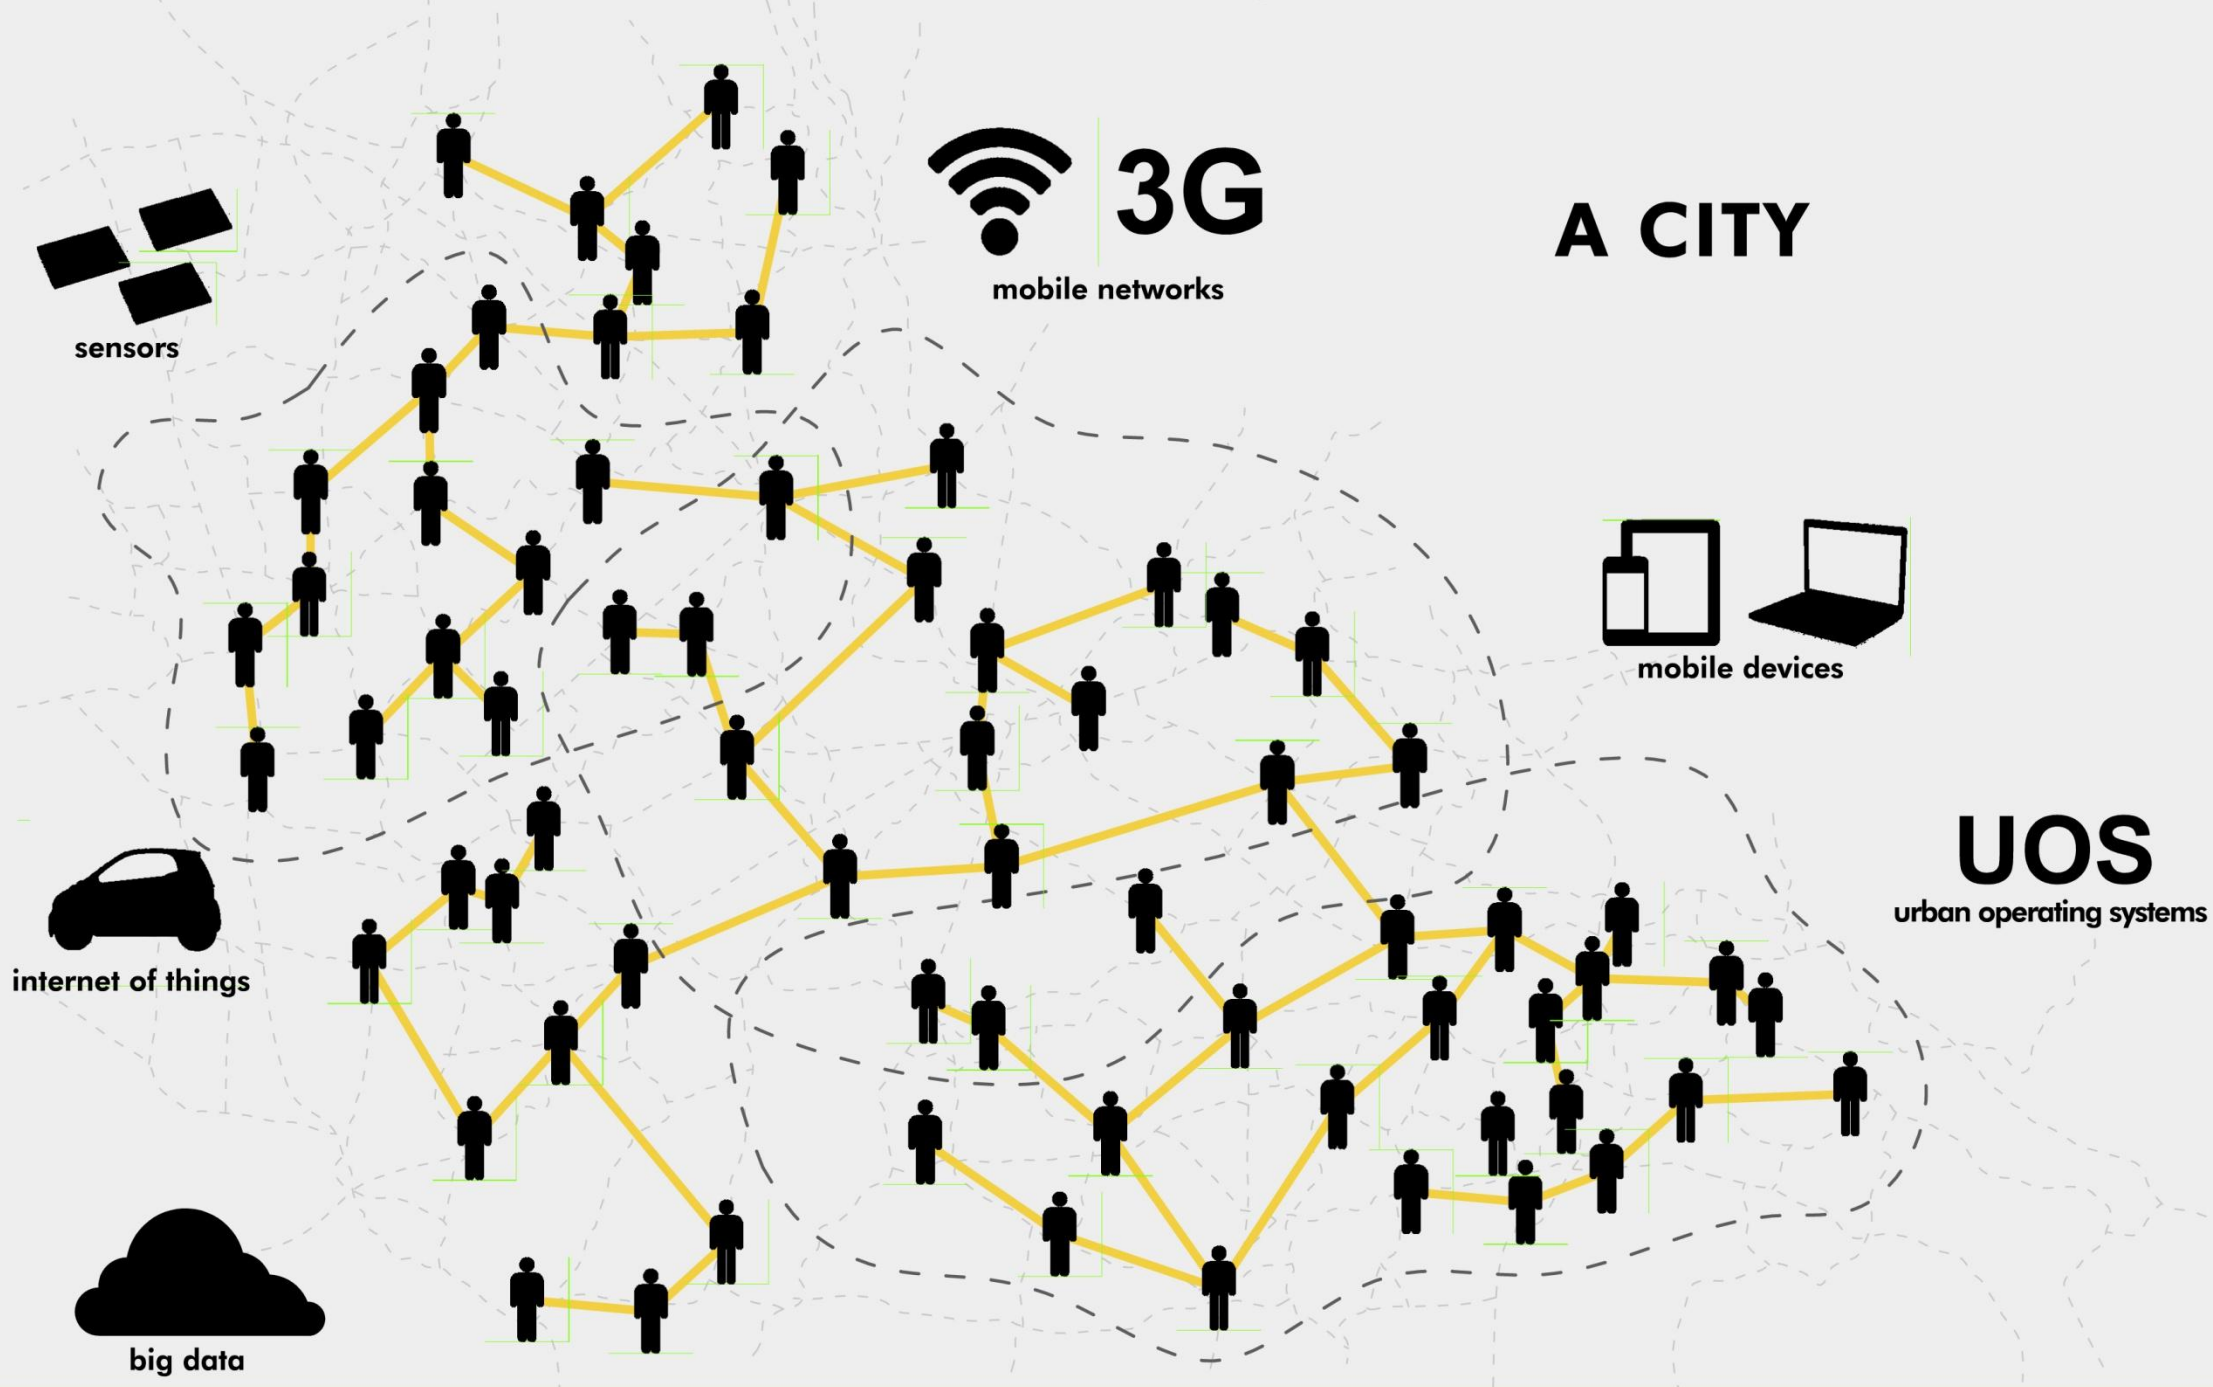 3G
mobile networks
A CITY
sensors
mobile devices
UOS
urban operating systems
internet of things
big data